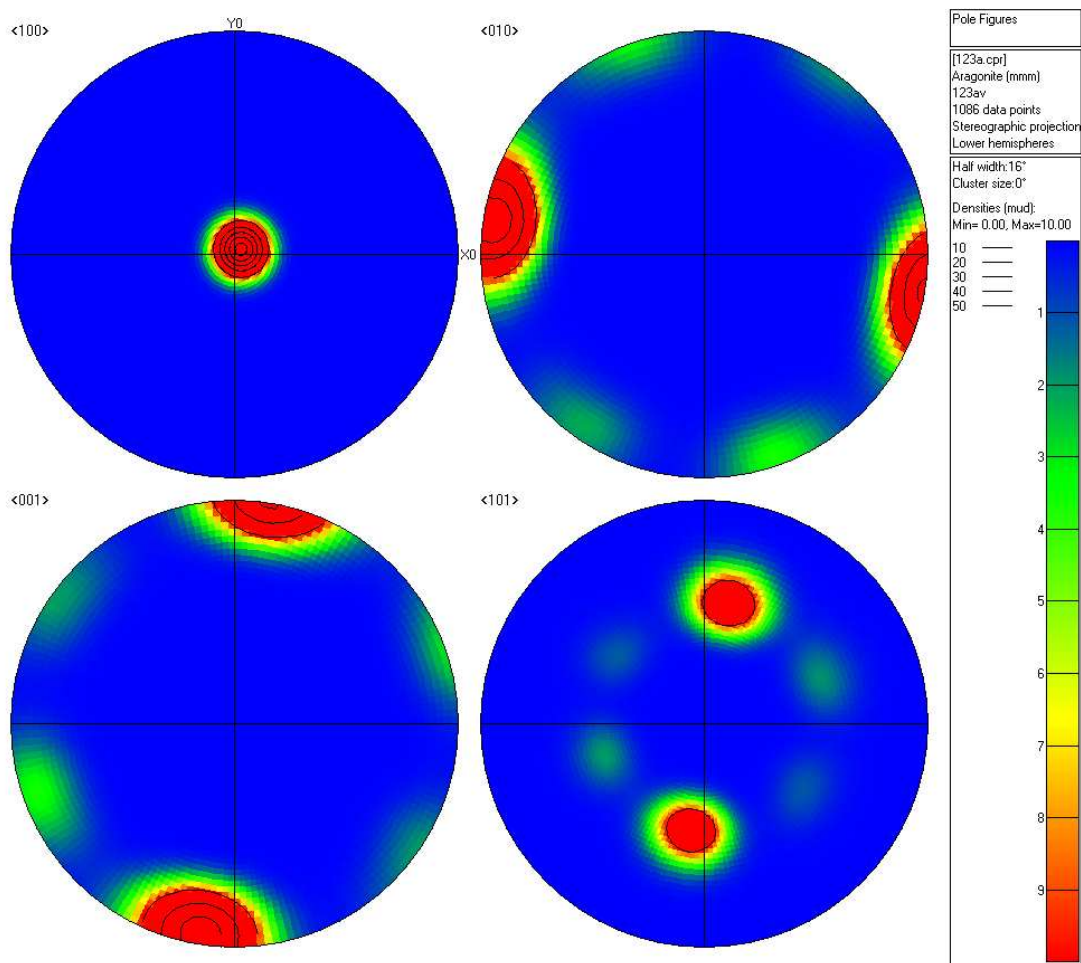 <100>
Y0
X0
<010>
<001>
<101>
Pole Figures
[123a.cpr]
Aragonite (mmm)
123av
1086 data points
Stereographic projection
Lower hemispheres
Half width:16°
Cluster size:0°
Densities (mud):
Min= 0.00, Max=10.00
10
20
30
40
50
1
2
3
4
5
6
7
8
9